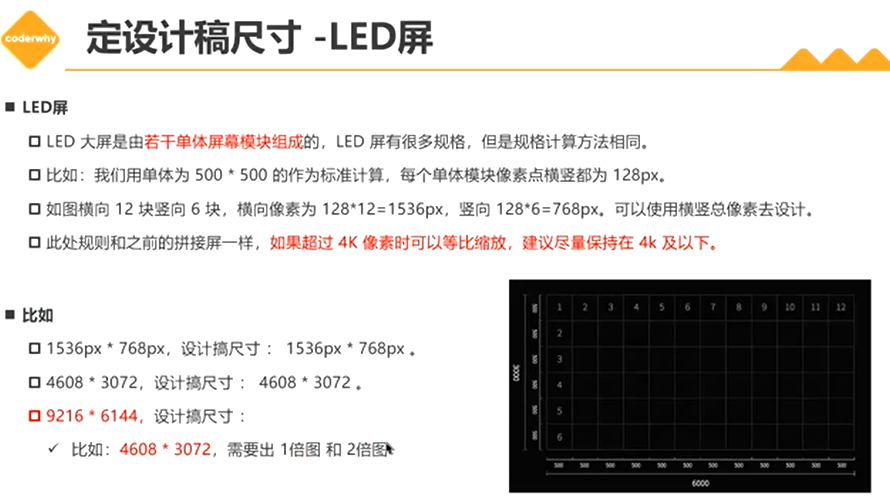 coderwhy
定设计稿尺寸 -LED屏
LED屏
LED 大屏是由若干单体屏幕模块组成的，LED 屏有很多规格，但是规格计算方法相同。
比如：我们用单体为 500 * 500 的作为标准计算，每个单体模块像素点横竖都为 128px。
如图横向 12 块竖向 6 块，横向像素为 128*12=1536px，竖向 128*6=768px。可以使用横竖总像素去设计。
此处规则和之前的拼接屏一样，如果超过 4K 像素时可以等比缩放，建议尽量保持在 4k 及以下。
比如
1536px * 768px，设计搞尺寸： 1536px * 768px 。
4608 * 3072，设计搞尺寸： 4608 * 3072 。
9216 * 6144，设计搞尺寸：
比如：4608 * 3072，需要出 1倍图 和 2倍图
1 2 3 4 5 6 7 8 9 10 11 12
2
3
4
5
6
500 500 500 500 500 500
3000
500 500 500 500 500 500 500 500 500 500 500 500
6000